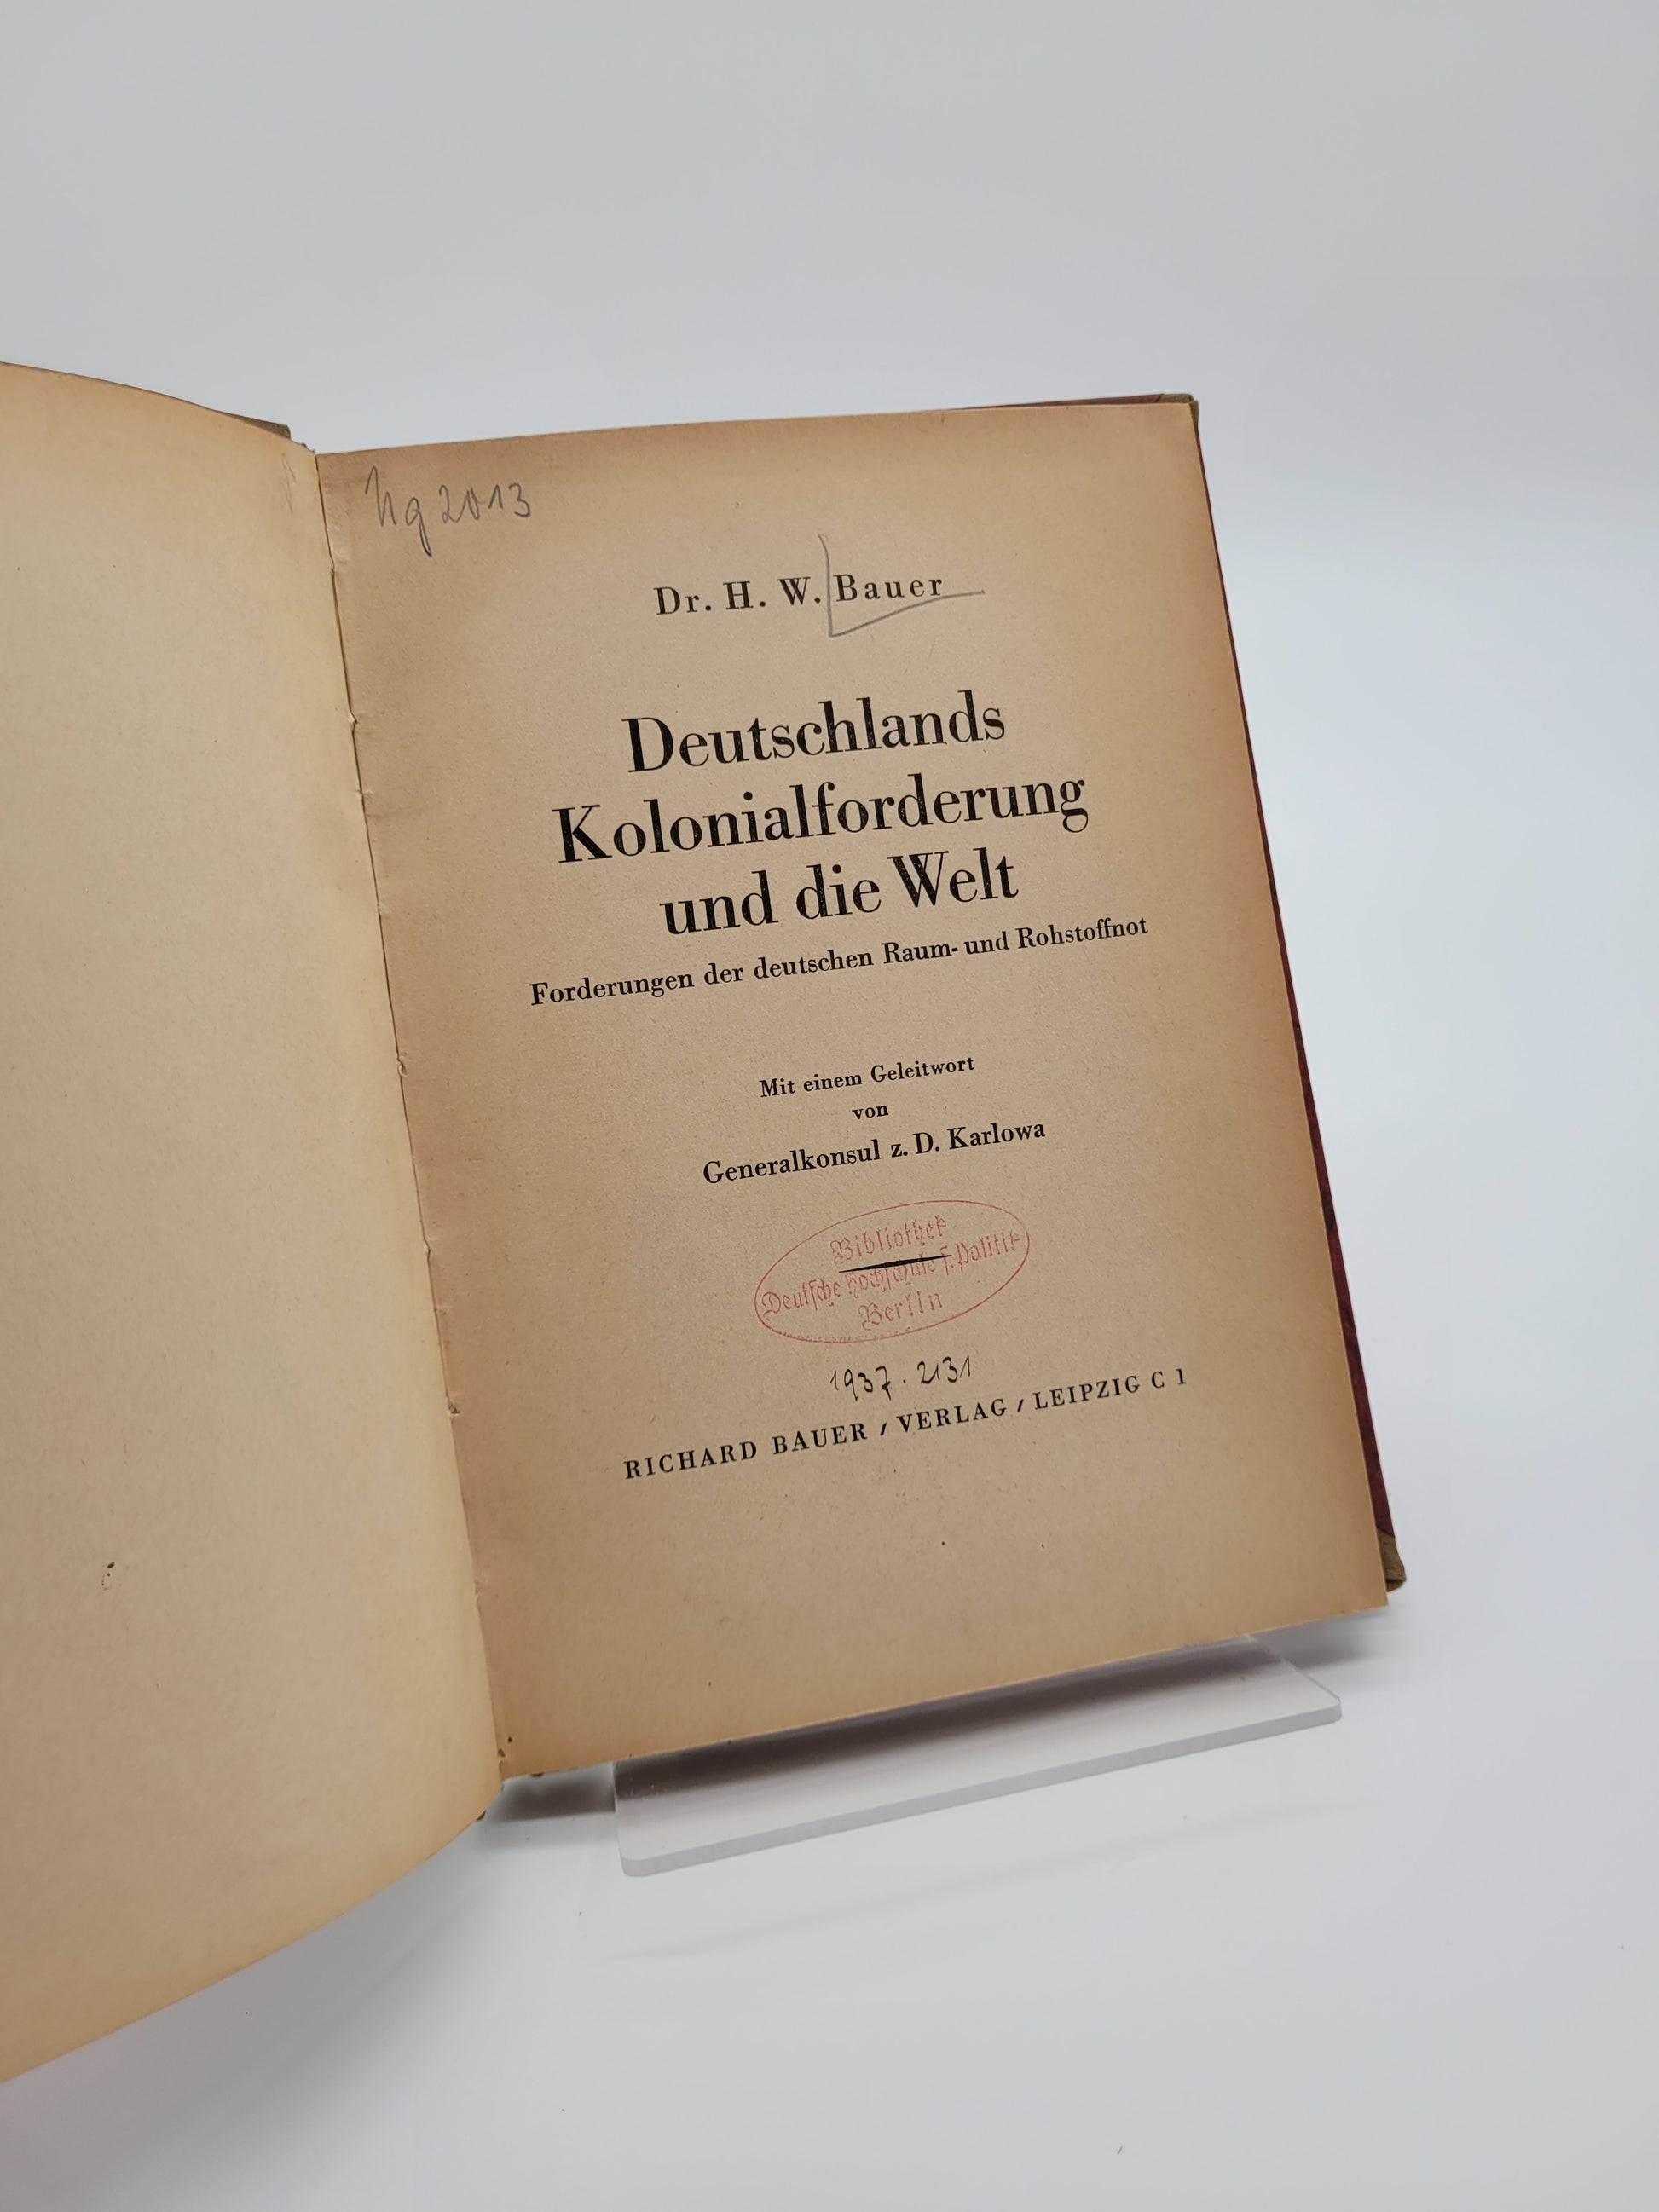 Ng 2013
Dr. H. W. Bauer
Deutschlands
Kolonialforderung
und die Welt
Forderungen der deutschen Raum- und Rohstoffnot
Mit einem Geleitwort
von
Generalkonsul z. D. Karlowa
Bibliothek
Deutsche Hochschule f. Politik
Berlin
1937. 2131
RICHARD BAUER / VERLAG / LEIPZIG C 1